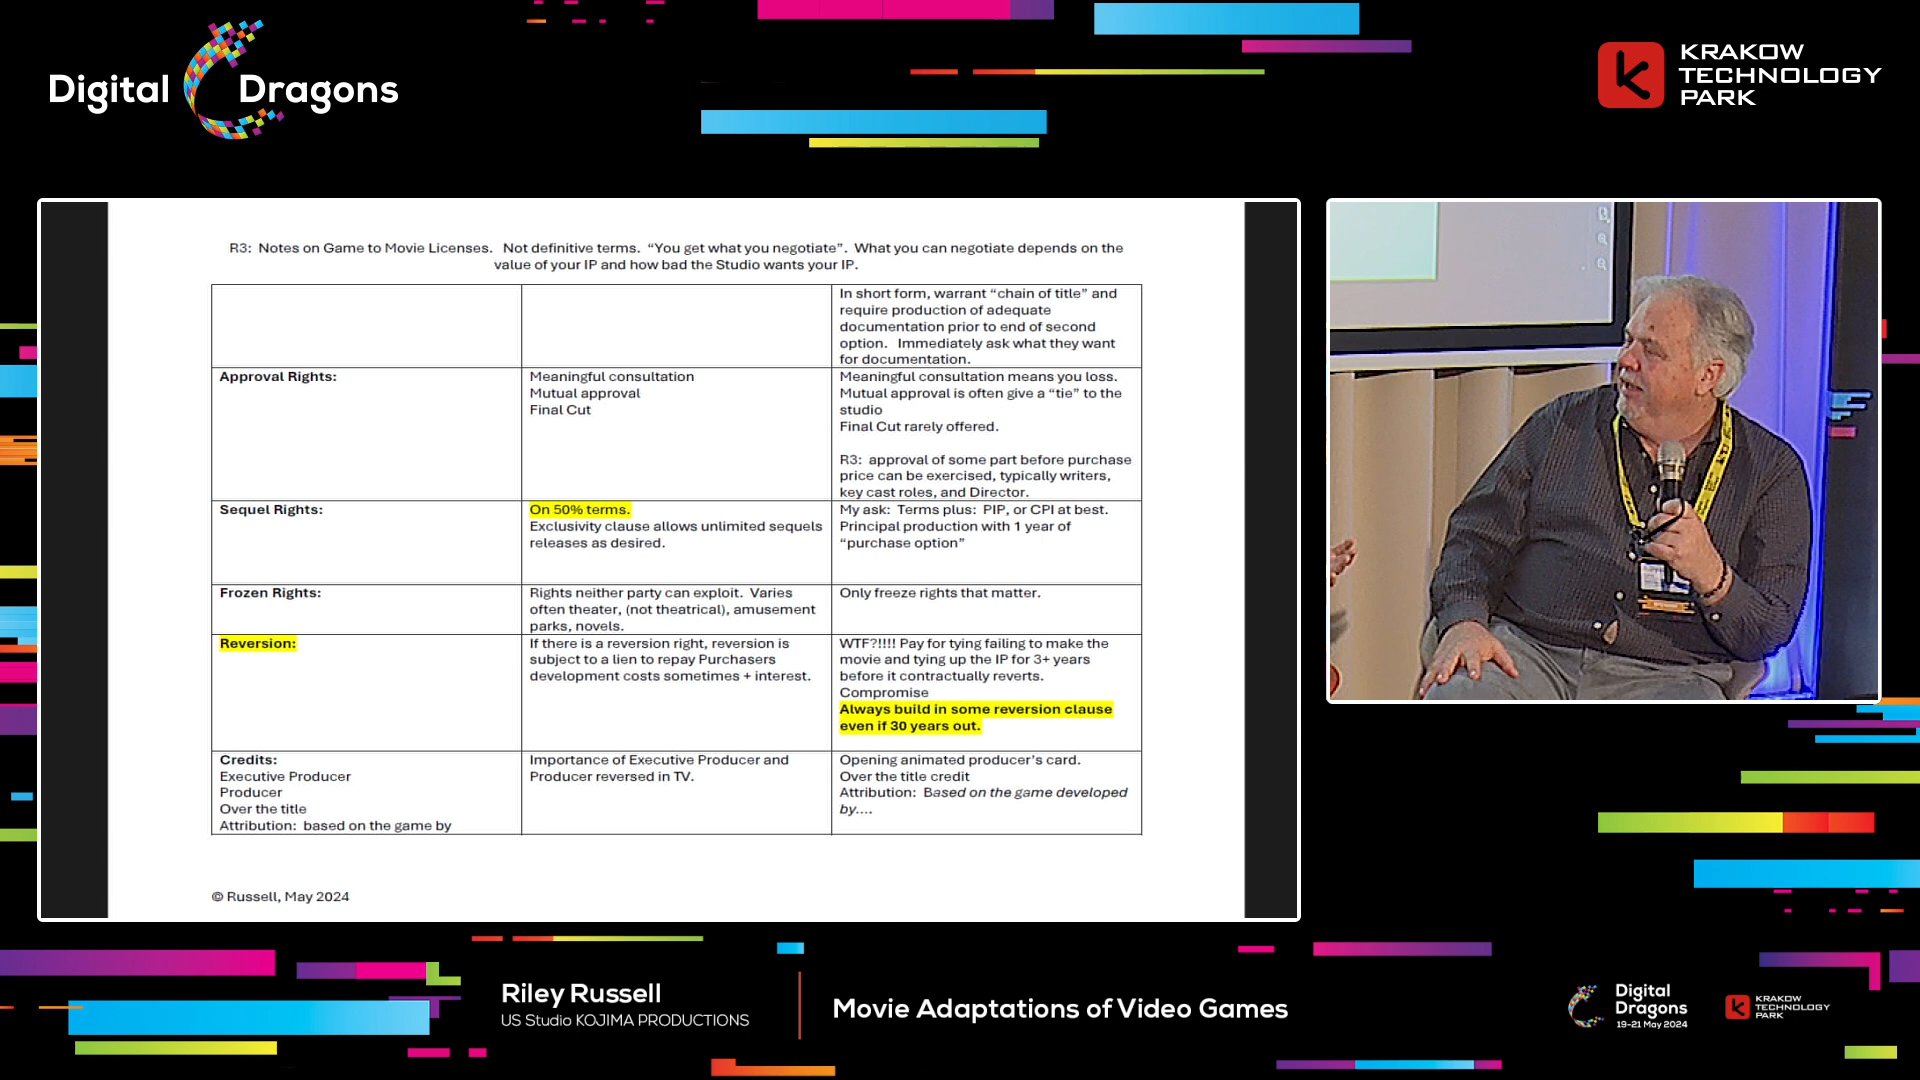 Digital Dragons
KRAKOW
TECHNOLOGY
PARK
R3: Notes on Game to Movie Licenses. Not definitive terms. “You get what you negotiate”. What you can negotiate depends on the
value of your IP and how bad the Studio wants your IP.
In short form, warrant “chain of title” and
require production of adequate
documentation prior to end of second
option. Immediately ask what they want
for documentation.
Approval Rights:
Meaningful consultation
Mutual approval
Final Cut
Meaningful consultation means you loss.
Mutual approval is often give a “tie” to the
studio
Final Cut rarely offered.
R3: approval of some part before purchase
price can be exercised, typically writers,
key cast roles, and Director.
Sequel Rights:
On 50% terms.
Exclusivity clause allows unlimited sequels
releases as desired.
My ask: Terms plus: PIP, or CPI at best.
Principal production with 1 year of
“purchase option”
Frozen Rights:
Rights neither party can exploit. Varies
often theater, (not theatrical), amusement
parks, novels.
Only freeze rights that matter.
Reversion:
If there is a reversion right, reversion is
subject to a lien to repay Purchasers
development costs sometimes + interest.
WTF?!!!! Pay for tying failing to make the
movie and tying up the IP for 3+ years
before it contractually reverts.
Compromise
Always build in some reversion clause
even if 30 years out.
Credits:
Executive Producer
Producer
Over the title
Attribution: based on the game by
Importance of Executive Producer and
Producer reversed in TV.
Opening animated producer’s card.
Over the title credit
Attribution: Based on the game developed
by....
© Russell, May 2024
Riley Russell
US Studio KOJIMA PRODUCTIONS
Movie Adaptations of Video Games
Digital
Dragons
19-21 May 2024
KRAKOW
TECHNOLOGY
PARK